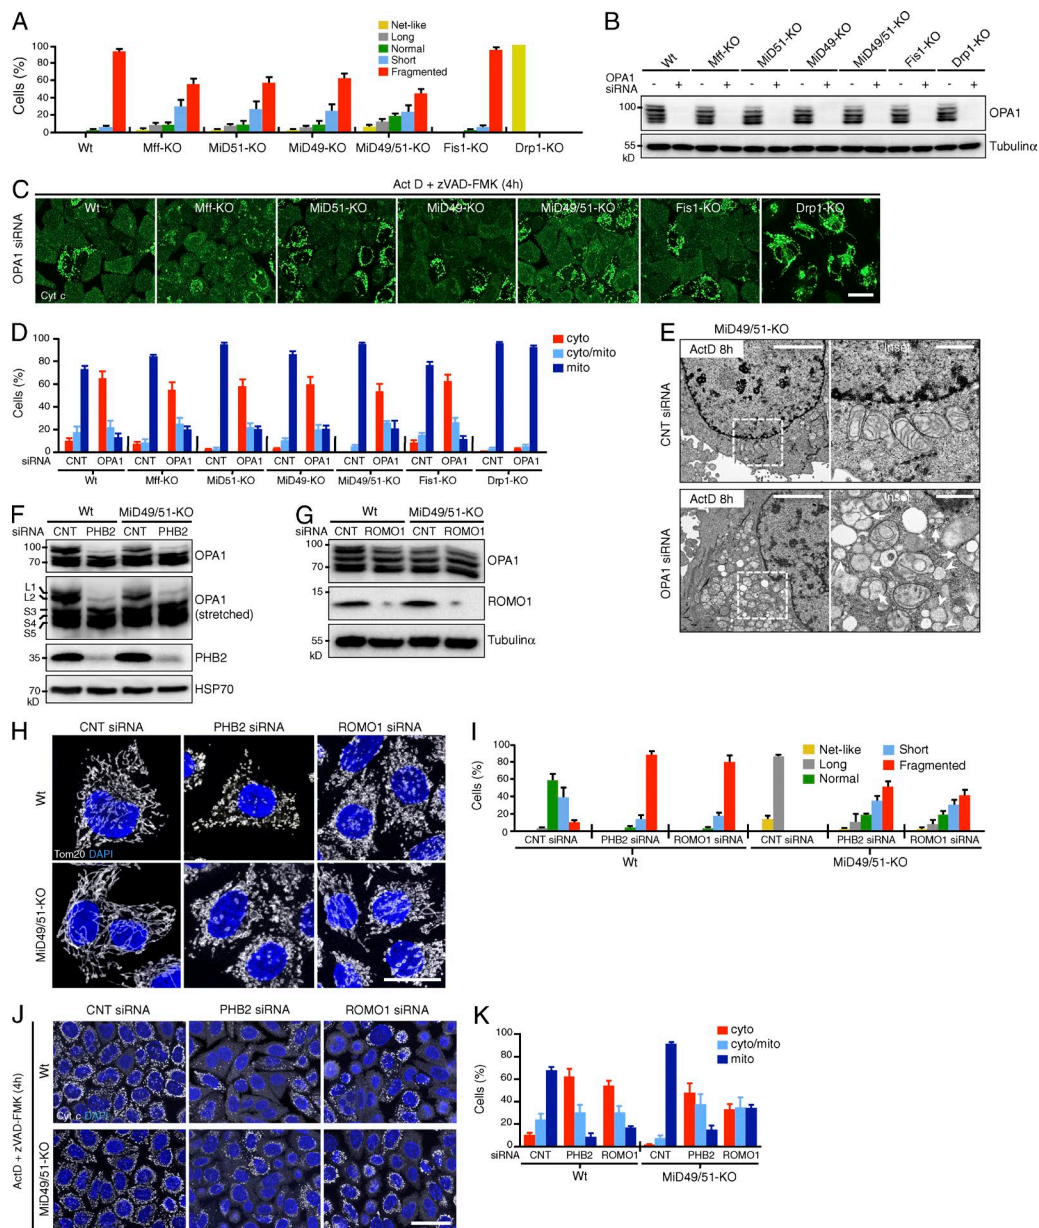 A
Net-like
Long
Normal
Short
Fragmented
Cells (%)
100
80
60
40
20
0
Wt
Mff-KO
MiD51-KO
MiD49-KO
MiD49/51-KO
Fis1-KO
Drp1-KO
B
Wt
Mff-KO
MiD51-KO
MiD49-KO
MiD49/51-KO
Fis1-KO
Drp1-KO
OPA1
siRNA
- + - + - + - + - + - + - +
100
OPA1
55
Tubulinα
kD
C
Act D + zVAD-FMK (4h)
OPA1 siRNA
Wt
Mff-KO
MiD51-KO
MiD49-KO
MiD49/51-KO
Fis1-KO
Drp1-KO
Cyt c
D
cyto
cyto/mito
mito
Cells (%)
100
80
60
40
20
0
siRNA
CNT OPA1 CNT OPA1 CNT OPA1 CNT OPA1 CNT OPA1 CNT OPA1 CNT OPA1
Wt
Mff-KO
MiD51-KO
MiD49-KO
MiD49/51-KO
Fis1-KO
Drp1-KO
E
MiD49/51-KO
CNT siRNA
ActD 8h
Inset
OPA1 siRNA
ActD 8h
Inset
F
Wt MiD49/51-KO
siRNA CNT PHB2 CNT PHB2
100
70
OPA1
L1
L2
S3
S4
S5
OPA1
(stretched)
35
PHB2
70
HSP70
kD
G
Wt MiD49/51-KO
siRNA CNT ROMO1 CNT ROMO1
100
70
OPA1
15
ROMO1
55
Tubulinα
kD
H
CNT siRNA PHB2 siRNA ROMO1 siRNA
Wt
Tom20 DAPI
MiD49/51-KO
I
Net-like
Long
Normal
Short
Fragmented
Cells (%)
100
80
60
40
20
0
CNT siRNA PHB2 siRNA ROMO1 siRNA CNT siRNA PHB2 siRNA ROMO1 siRNA
Wt MiD49/51-KO
J
CNT siRNA PHB2 siRNA ROMO1 siRNA
ActD + zVAD-FMK (4h)
Wt
Cyt c DAPI
MiD49/51-KO
K
cyto
cyto/mito
mito
Cells (%)
100
80
60
40
20
0
siRNA CNT PHB2 ROMO1 CNT PHB2 ROMO1
Wt MiD49/51-KO